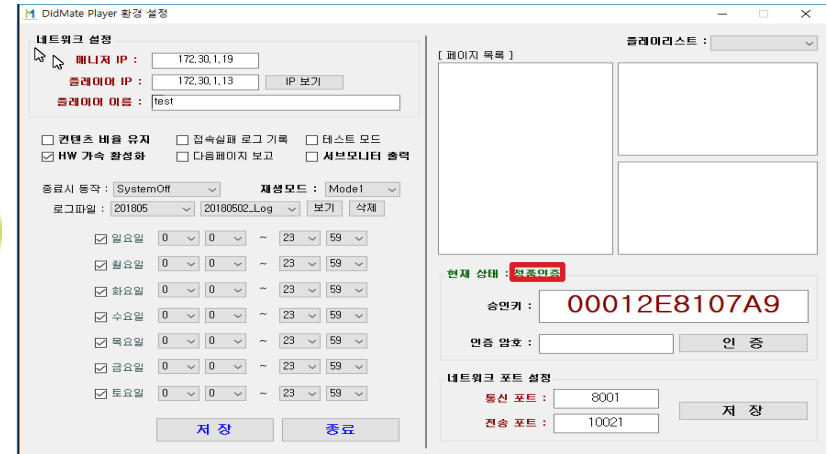 DidMate Player 환경 설정
네트워크 설정
매니저 IP : 172,30,1,19
플레이어 IP : 172,30,1,13 IP 보기
플레이어 이름 : test
컨텐츠 비율 유지 접속실패 로그 기록 테스트 모드
HW 가속 활성화 다음페이지 보고 서브모니터 출력
종료시 동작 : SystemOff 재생모드 : Mode1
로그파일 : 201805 20180502_Log 보기 삭제
일요일 0 0 ~ 23 59
월요일 0 0 ~ 23 59
화요일 0 0 ~ 23 59
수요일 0 0 ~ 23 59
목요일 0 0 ~ 23 59
금요일 0 0 ~ 23 59
토요일 0 0 ~ 23 59
저 장 종료
플레이리스트 :
[ 페이지 목록 ]
현재 상태 : 정품인증
승인키 : 00012E8107A9
인증 암호 : 인 증
네트워크 포트 설정
통신 포트 : 8001
전송 포트 : 10021
저 장